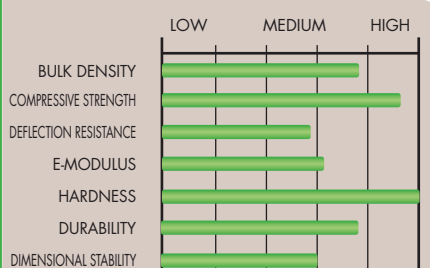 LOW MEDIUM HIGH
BULK DENSITY
COMPRESSIVE STRENGTH
DEFLECTION RESISTANCE
E-MODULUS
HARDNESS
DURABILITY
DIMENSIONAL STABILITY